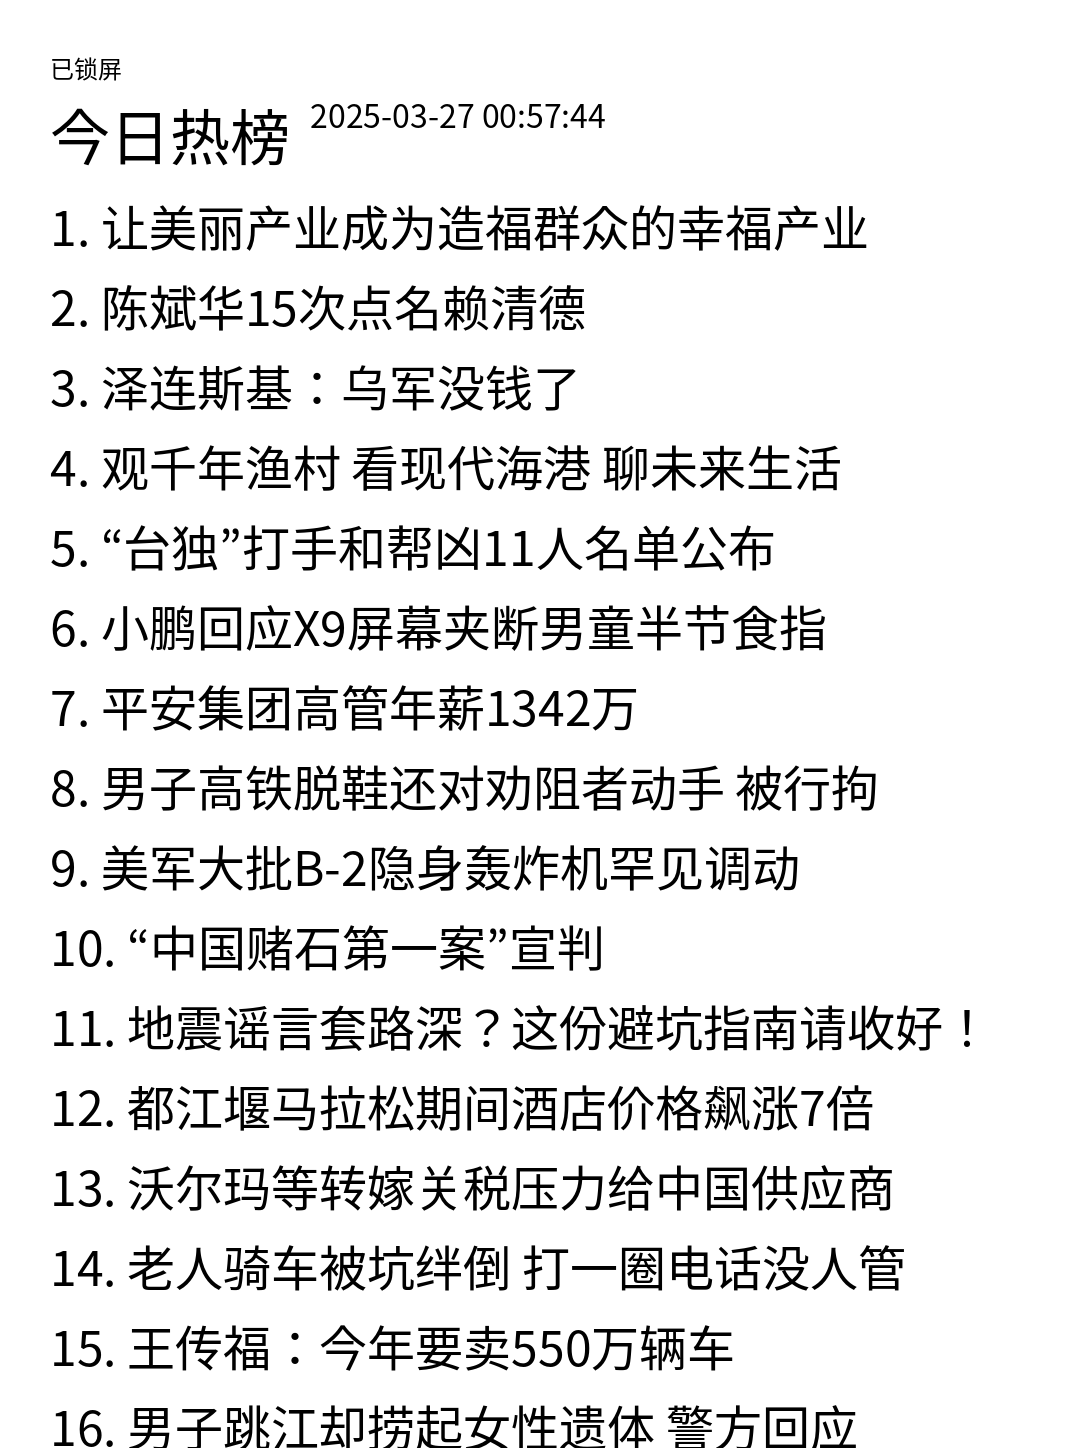 已锁屏
今日热榜 2025-03-27 00:57:44
1. 让美丽产业成为造福群众的幸福产业
2. 陈斌华15次点名赖清德
3. 泽连斯基：乌军没钱了
4. 观千年渔村 看现代海港 聊未来生活
5. “台独”打手和帮凶11人名单公布
6. 小鹏回应X9屏幕夹断男童半节食指
7. 平安集团高管年薪1342万
8. 男子高铁脱鞋还对劝阻者动手 被行拘
9. 美军大批B-2隐身轰炸机罕见调动
10. “中国赌石第一案”宣判
11. 地震谣言套路深？这份避坑指南请收好！
12. 都江堰马拉松期间酒店价格飙涨7倍
13. 沃尔玛等转嫁关税压力给中国供应商
14. 老人骑车被坑绊倒 打一圈电话没人管
15. 王传福：今年要卖550万辆车
16. 男子跳江却捞起女性遗体 警方回应